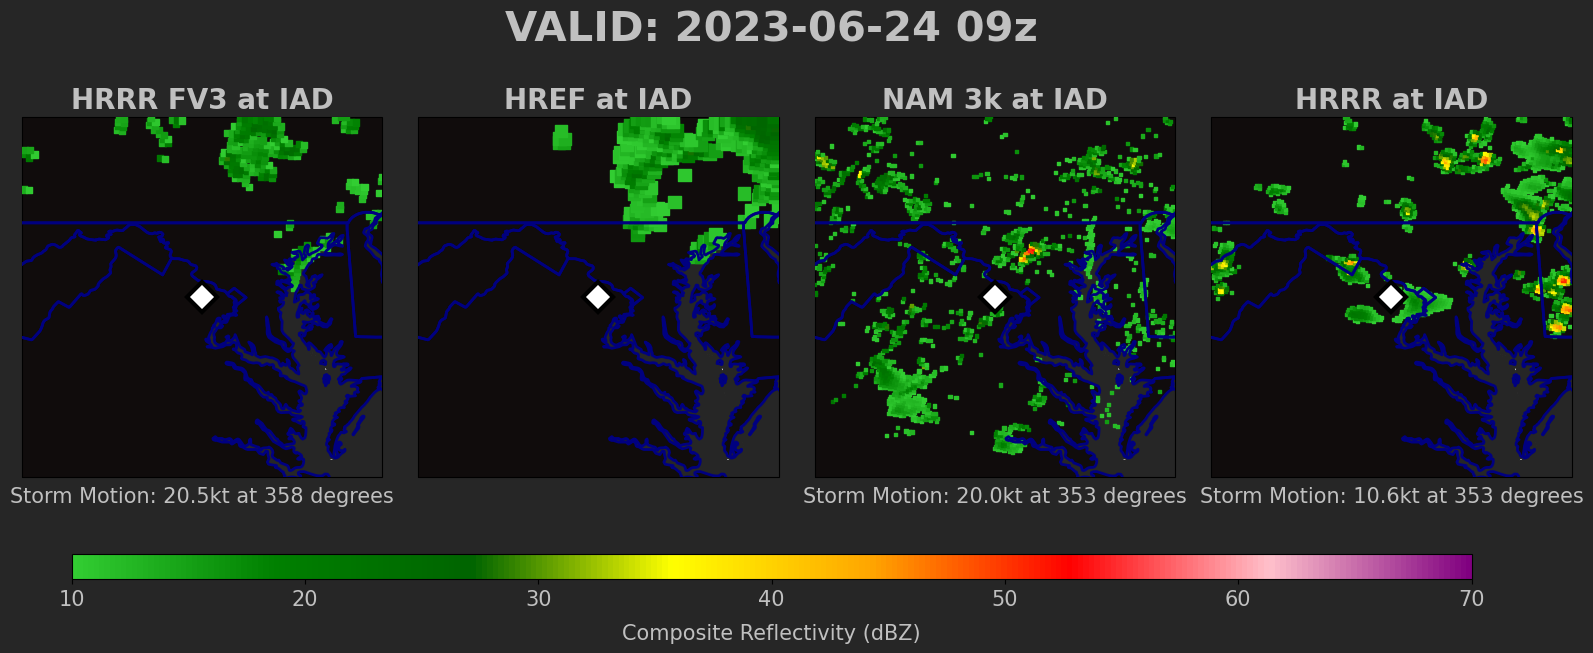 VALID: 2023-06-24 09z
HRRR FV3 at IAD
HREF at IAD
NAM 3k at IAD
HRRR at IAD
Storm Motion: 20.5kt at 358 degrees
Storm Motion: 20.0kt at 353 degrees
Storm Motion: 10.6kt at 353 degrees
10 20 30 40 50 60 70
Composite Reflectivity (dBZ)